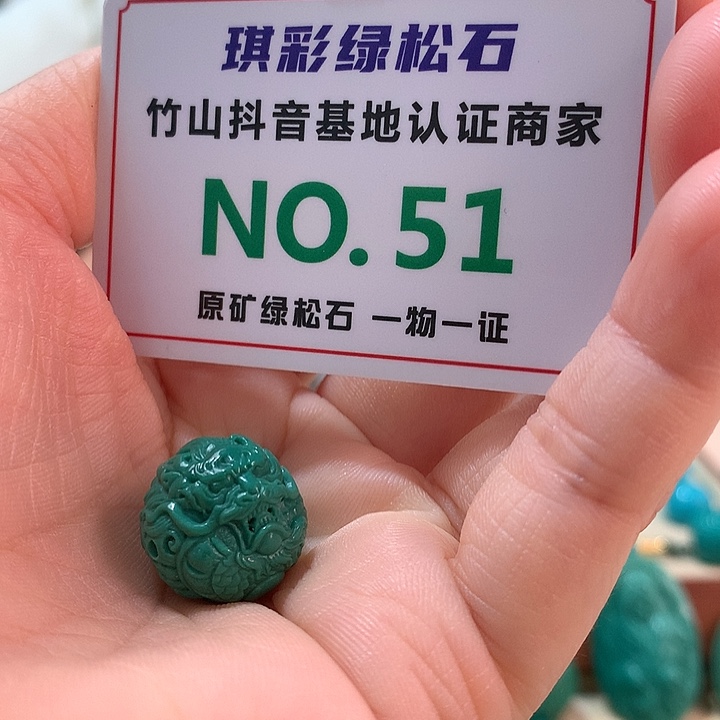 琪彩绿松石
竹山抖音基地认证商家
NO. 51
原矿绿松石 一物一证